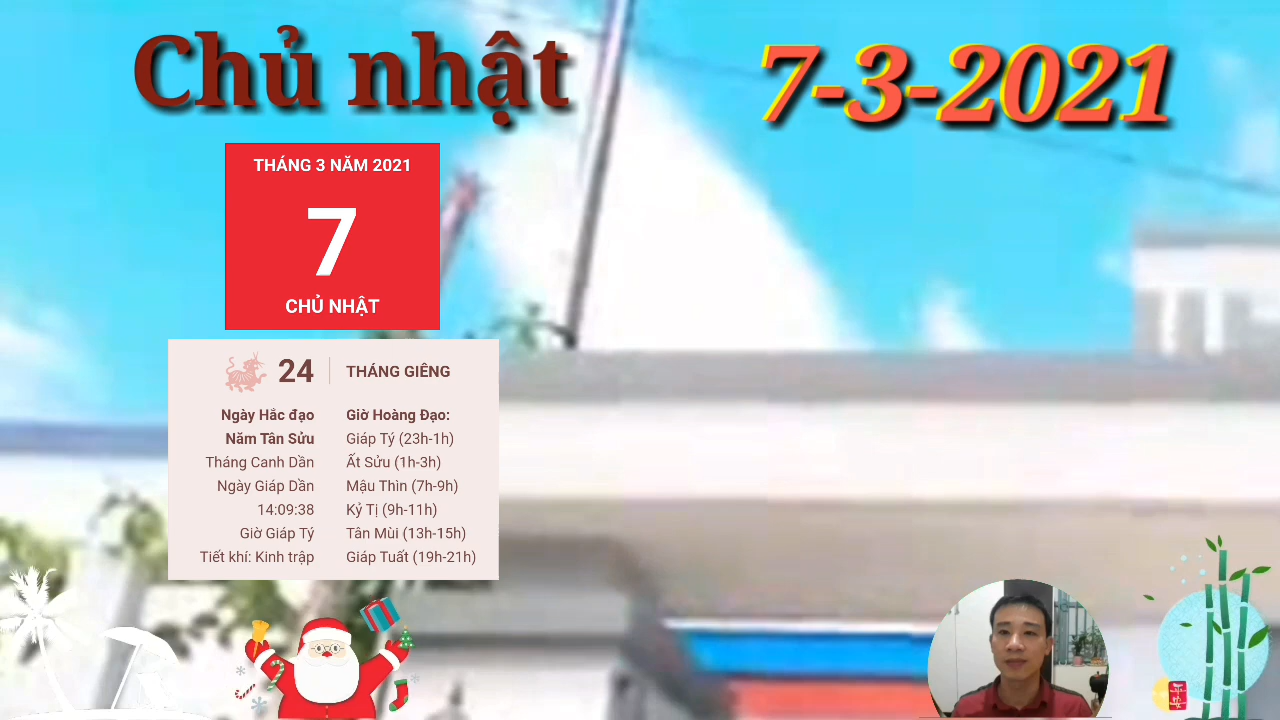 Chủ nhật
7-3-2021
THÁNG 3 NĂM 2021
7
CHỦ NHẬT
24
THÁNG GIÊNG
Ngày Hắc đạo
Năm Tân Sửu
Tháng Canh Dần
Ngày Giáp Dần
14:09:38
Giờ Giáp Tý
Tiết khí: Kinh trập
Giờ Hoàng Đạo:
Giáp Tý (23h-1h)
Ất Sửu (1h-3h)
Mậu Thìn (7h-9h)
Kỷ Tị (9h-11h)
Tân Mùi (13h-15h)
Giáp Tuất (19h-21h)